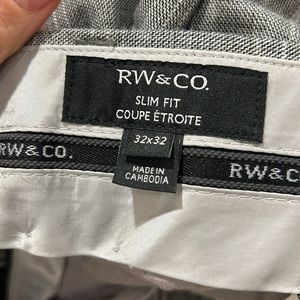 RW&CO.
SLIM FIT
COUPE ÉTROITE
32x32
MADE IN
CAMBODIA
RW&CO.
RW&CO.